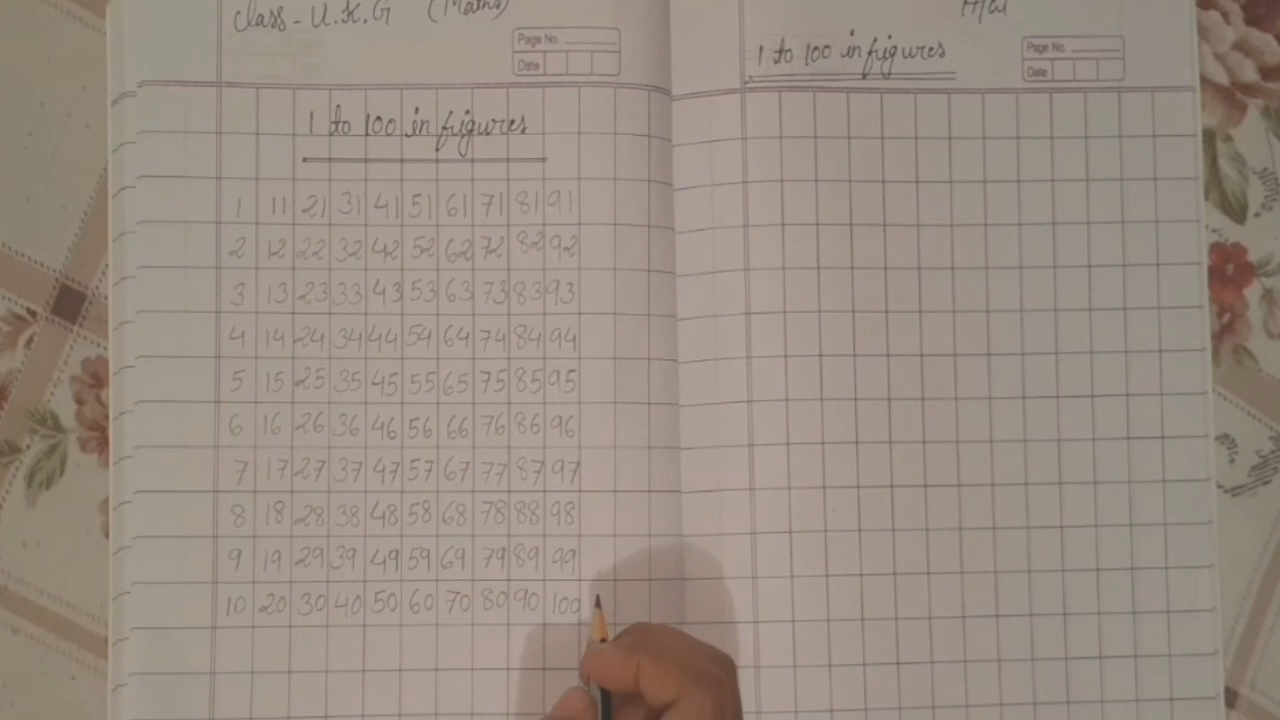 Class - U.K.G (Maths)
Page No.
Date
1 to 100 in figures
1 11 21 31 41 51 61 71 81 91
2 12 22 32 42 52 62 72 82 92
3 13 23 33 43 53 63 73 83 93
4 14 24 34 44 54 64 74 84 94
5 15 25 35 45 55 65 75 85 95
6 16 26 36 46 56 66 76 86 96
7 17 27 37 47 57 67 77 87 97
8 18 28 38 48 58 68 78 88 98
9 19 29 39 49 59 69 79 89 99
10 20 30 40 50 60 70 80 90 100
1 to 100 in figures
Page No.
Date